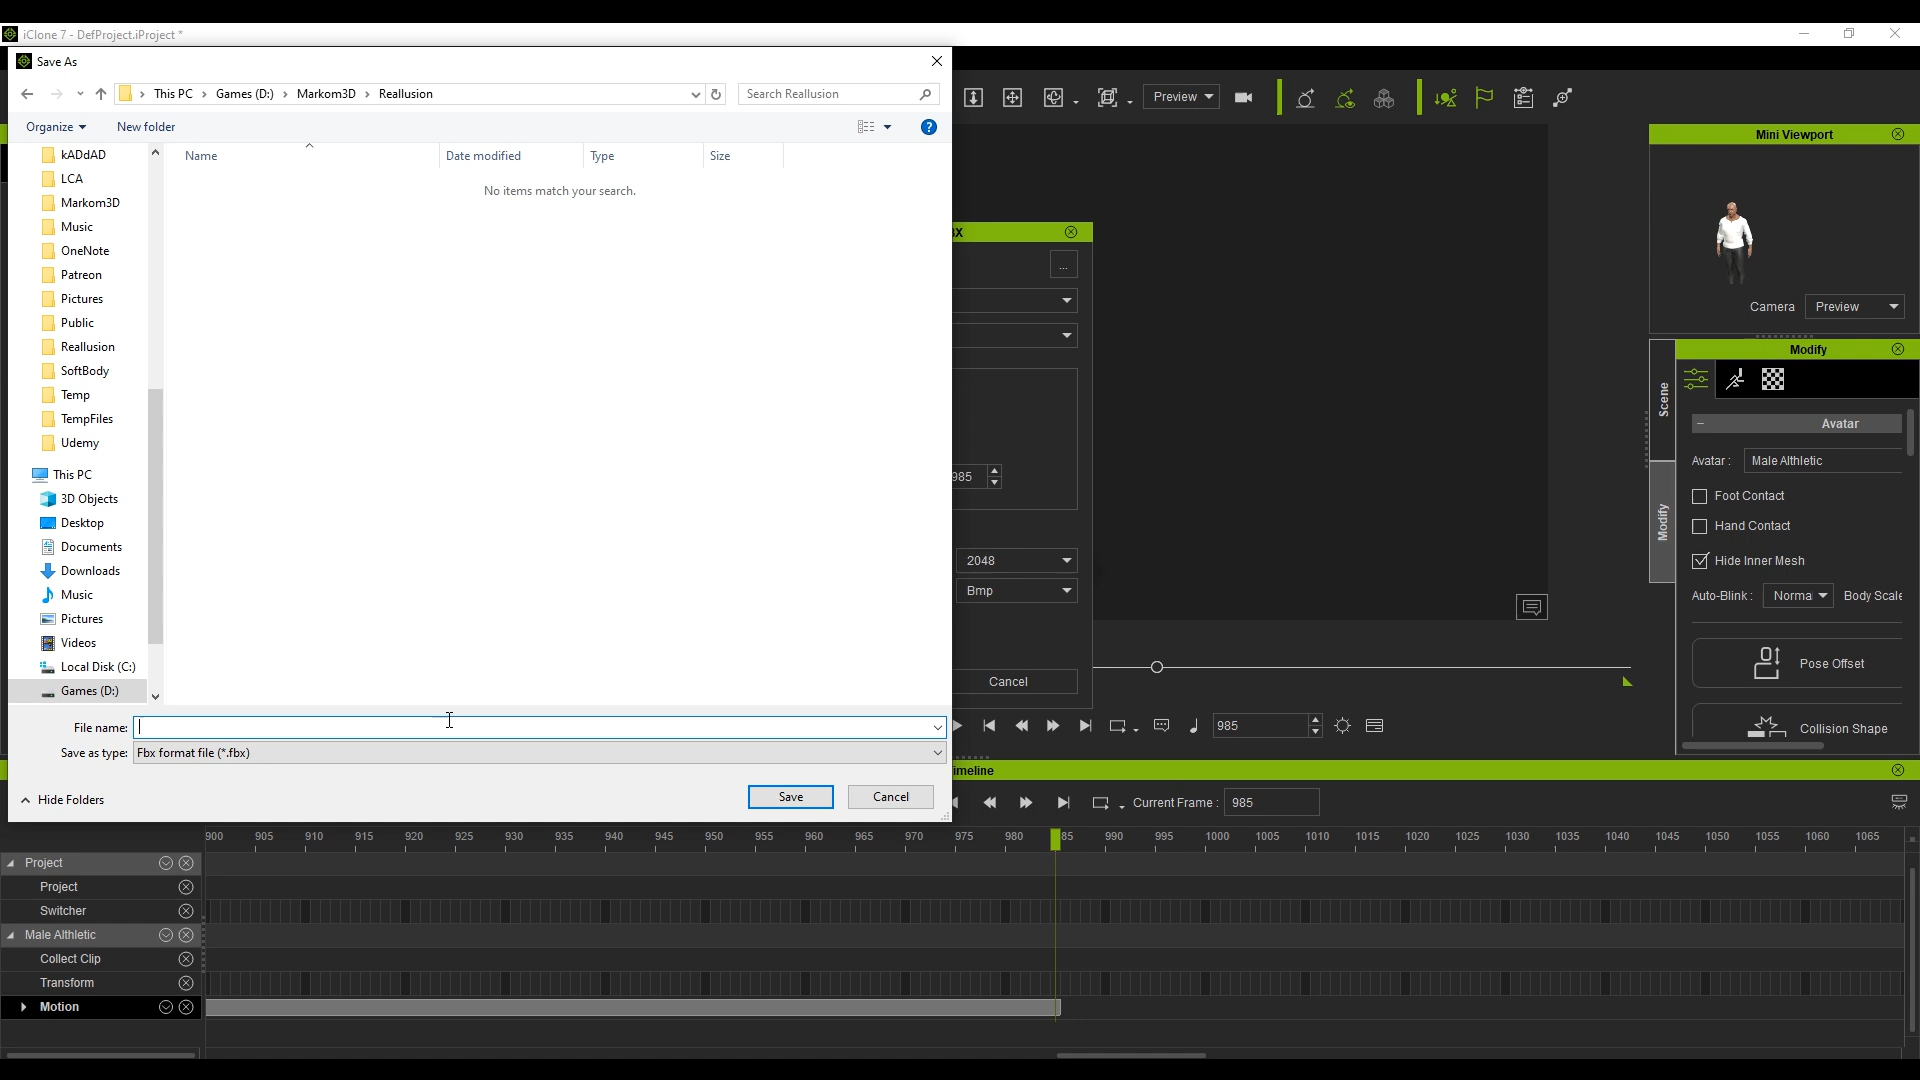 iClone 7 - DefProject.iProject *
Save As
This PC > Games (D:) > Markom3D > Reallusion
Search Reallusion
Organize
New folder
Preview
Name
Date modified
Type
Size
No items match your search.
kADdAD
LCA
Markom3D
Music
OneNote
Patreon
Pictures
Public
Reallusion
SoftBody
Temp
TempFiles
Udemy
This PC
3D Objects
Desktop
Documents
Downloads
Music
Pictures
Videos
Local Disk (C:)
Games (D:)
File name:
Save as type: Fbx format file (*.fbx)
Hide Folders
Save
Cancel
BX
...
985
2048
Bmp
Cancel
985
Mini Viewport
Camera Preview
Modify
Scene
Modify
Avatar
Avatar : Male Althletic
Foot Contact
Hand Contact
Hide Inner Mesh
Auto-Blink : Norma Body Scale
Pose Offset
Collision Shape
imeline
Current Frame : 985
900 905 910 915 920 925 930 935 940 945 950 955 960 965 970 975 980 85 990 995 1000 1005 1010 1015 1020 1025 1030 1035 1040 1045 1050 1055 1060 1065
Project
Project
Switcher
Male Althletic
Collect Clip
Transform
Motion